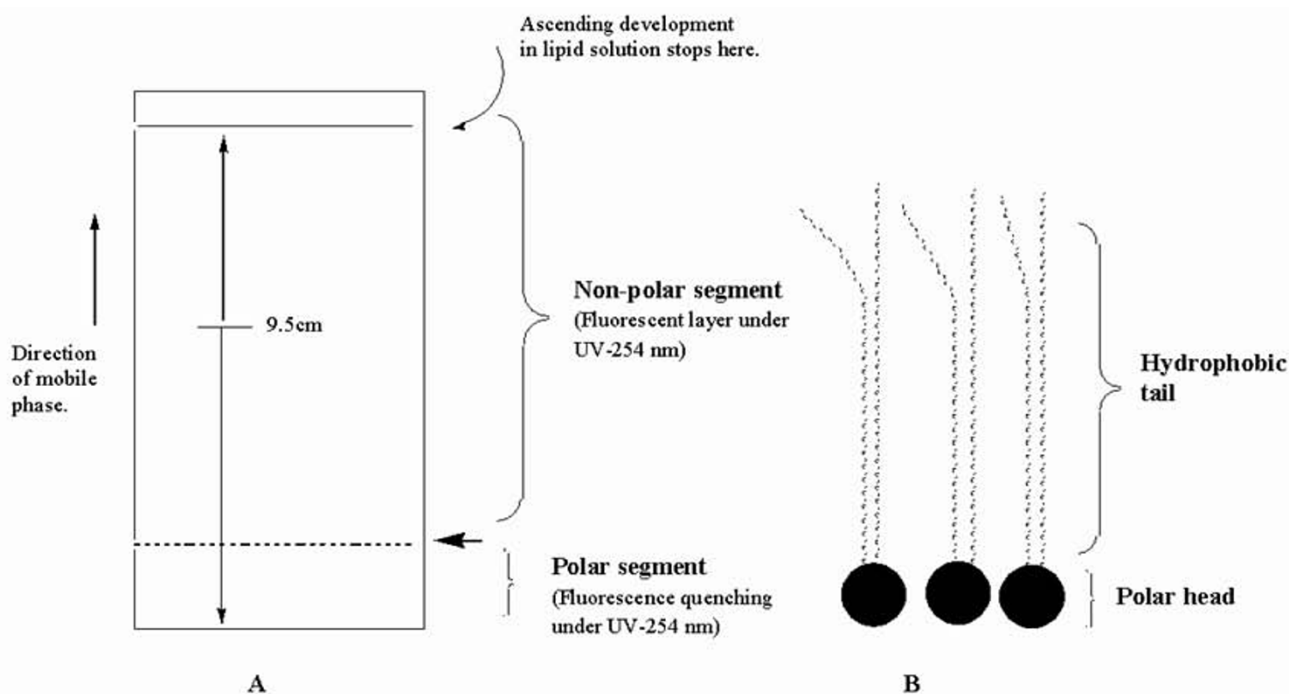 Ascending development
in lipid solution stops here.
9.5cm
Direction
of mobile
phase.
Non-polar segment
(Fluorescent layer under
UV-254 nm)
Polar segment
(Fluorescence quenching
under UV-254 nm)
A
Hydrophobic
tail
Polar head
B